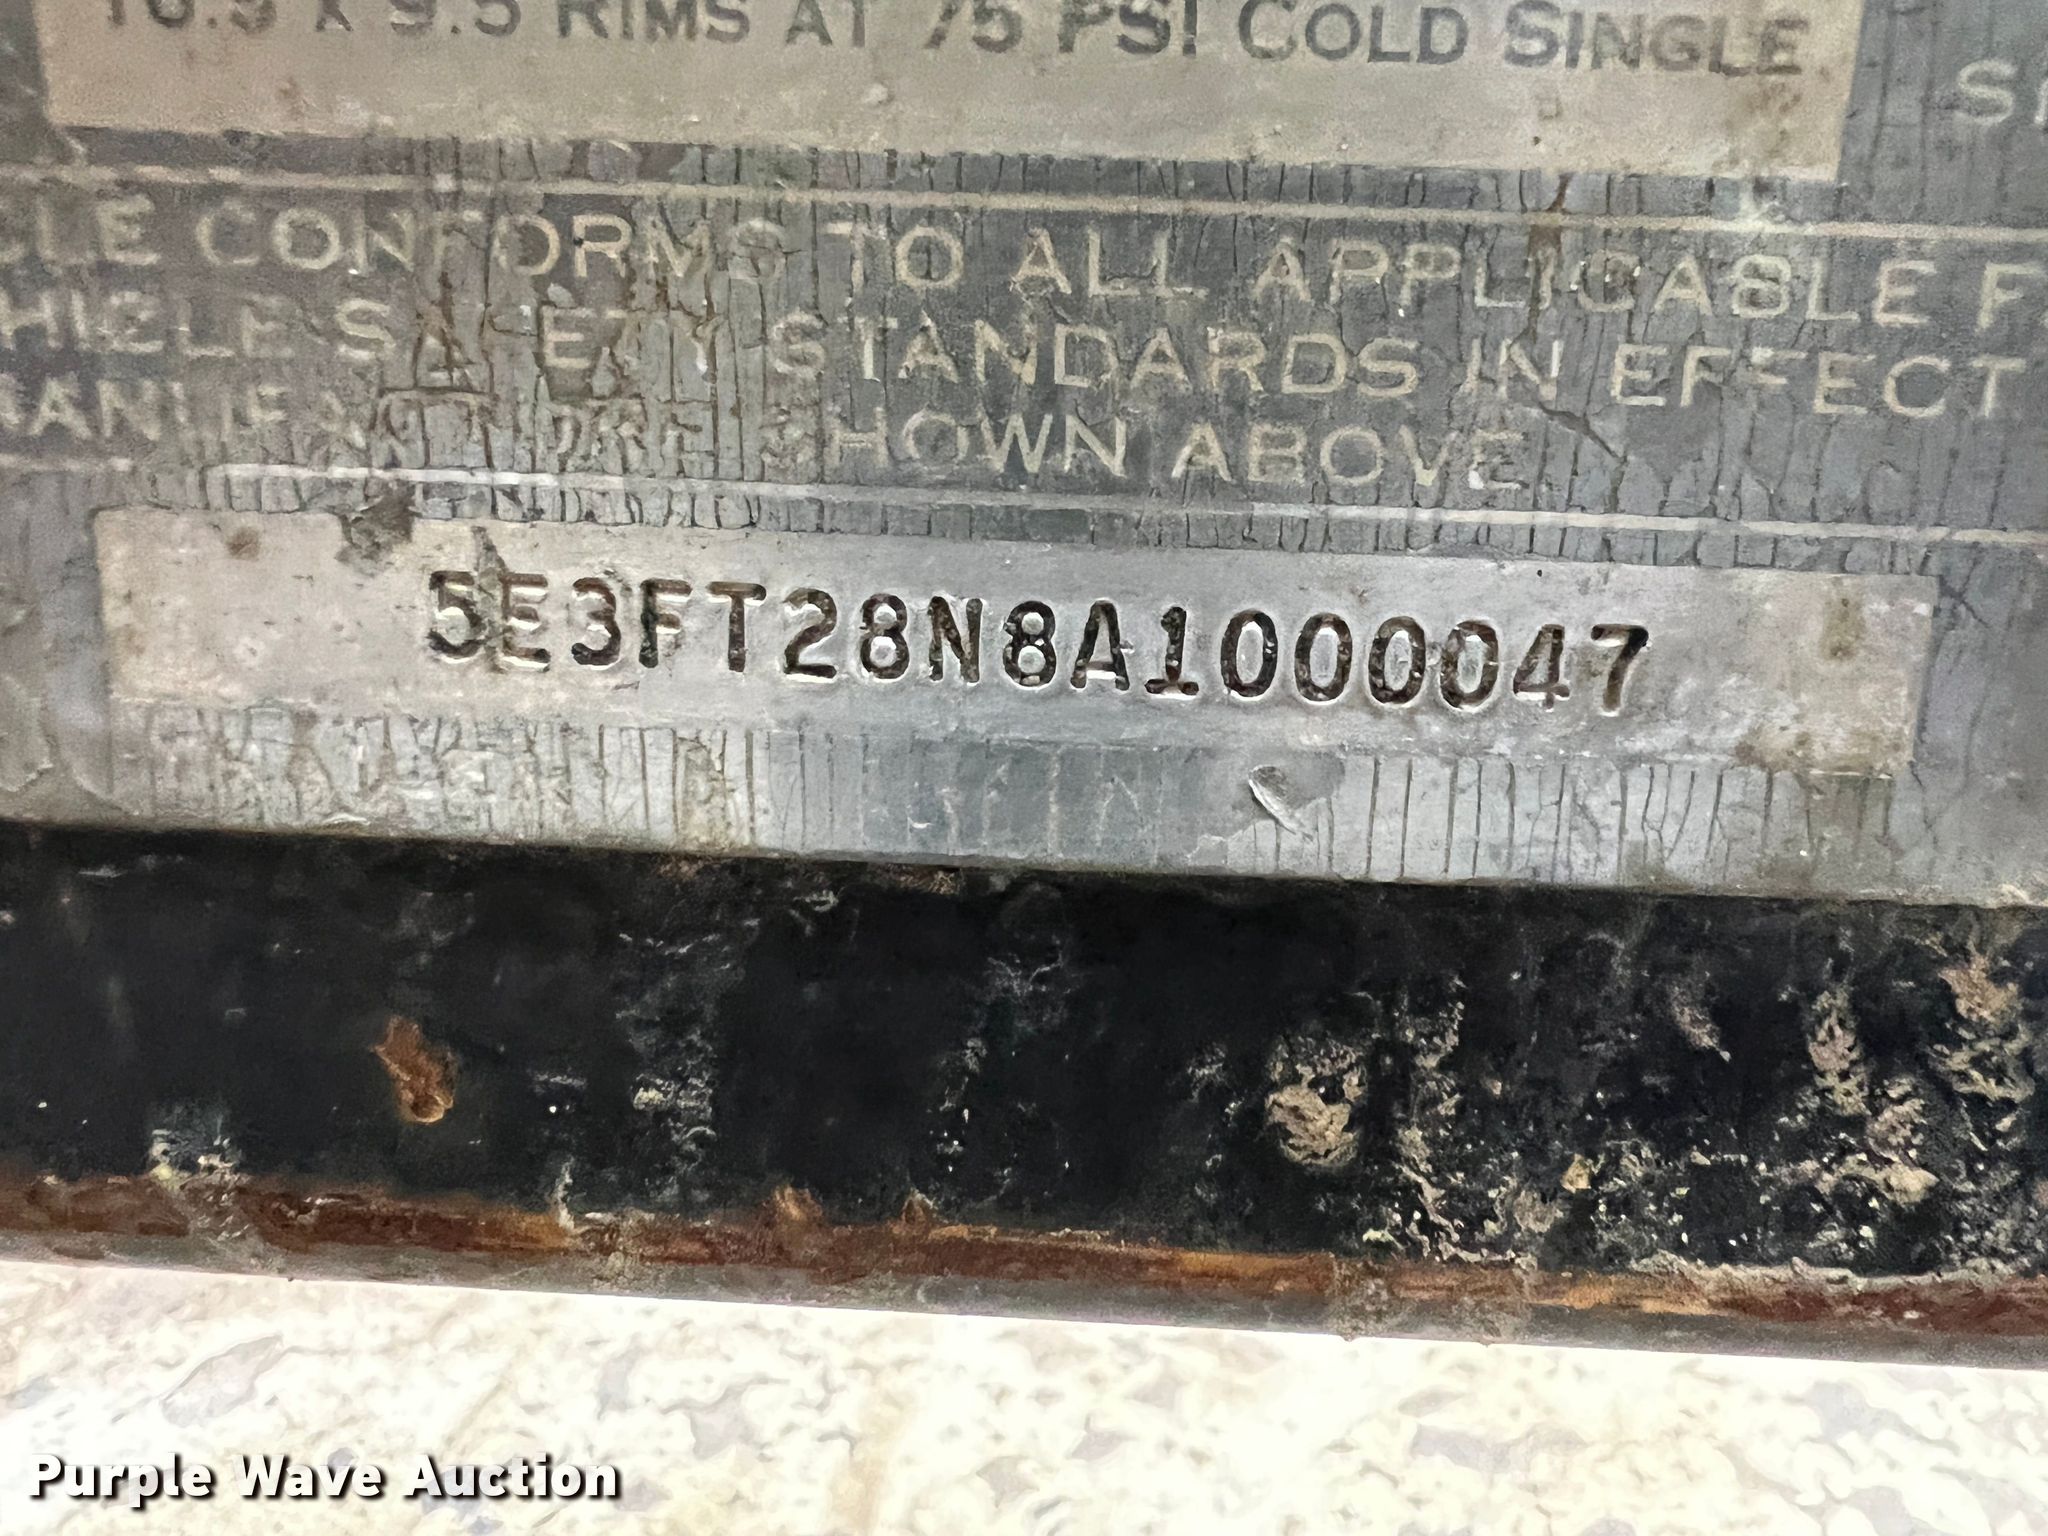 RIMS AT 75 PSI COLD SINGLE
CONFORMS TO ALL APPLICABLE
SAFETY STANDARDS IN EFFECT
SHOWN ABOVE
5E3FT28N8A1000047
Purple Wave Auction